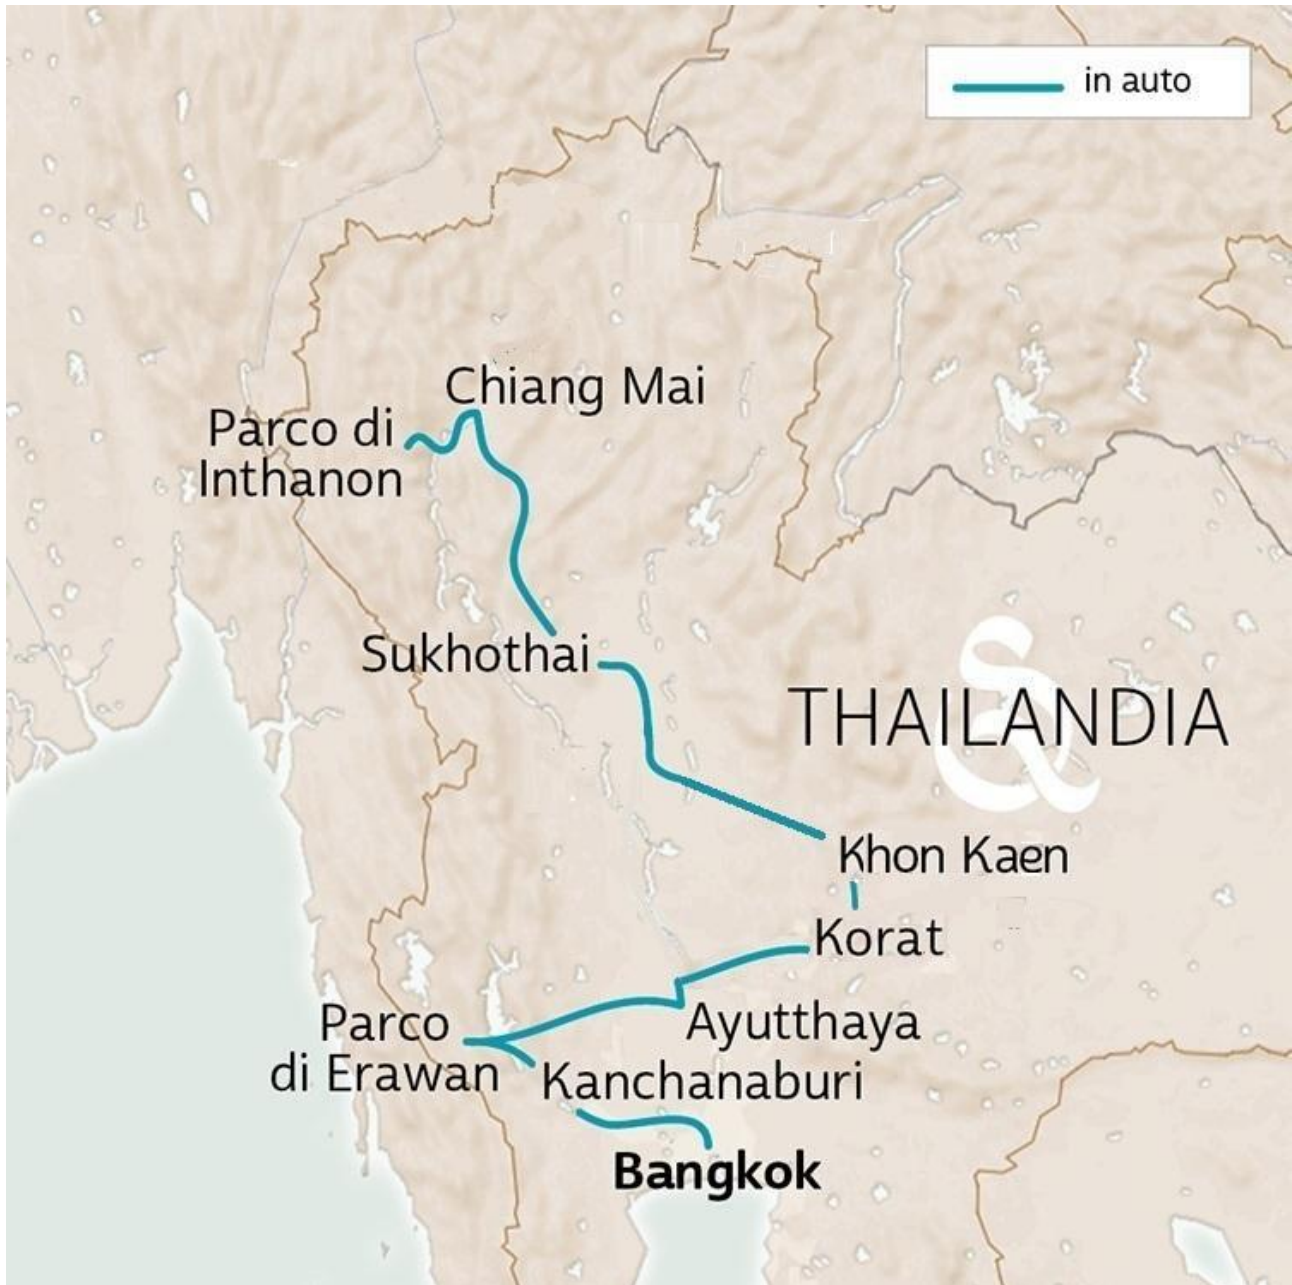 in auto
Chiang Mai
Parco di
Inthanon
Sukhothai
THAILANDIA
Khon Kaen
Korat
Ayutthaya
Parco
di Erawan
Kanchanaburi
Bangkok